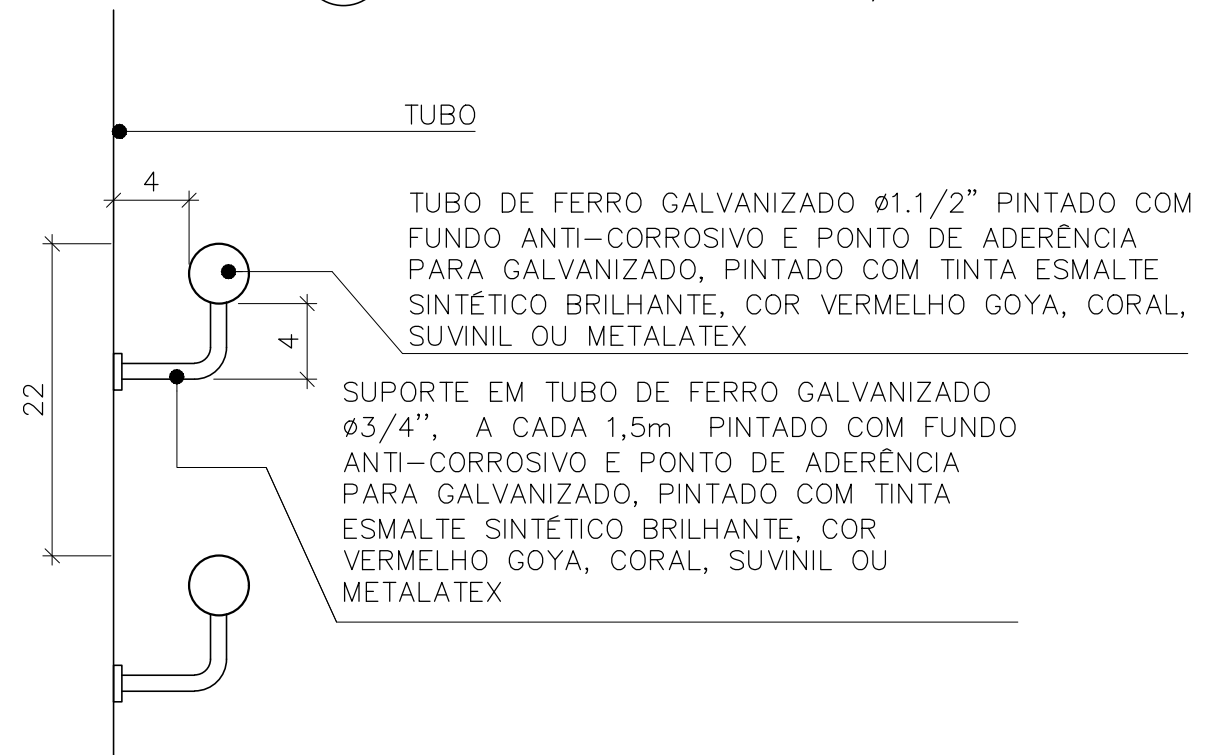 TUBO
4
TUBO DE FERRO GALVANIZADO ø1.1/2” PINTADO COM
FUNDO ANTI–CORROSIVO E PONTO DE ADERÊNCIA
PARA GALVANIZADO, PINTADO COM TINTA ESMALTE
SINTÉTICO BRILHANTE, COR VERMELHO GOYA, CORAL,
SUVINIL OU METALATEX
4
22
SUPORTE EM TUBO DE FERRO GALVANIZADO
ø3/4’’, A CADA 1,5m PINTADO COM FUNDO
ANTI–CORROSIVO E PONTO DE ADERÊNCIA
PARA GALVANIZADO, PINTADO COM TINTA
ESMALTE SINTÉTICO BRILHANTE, COR
VERMELHO GOYA, CORAL, SUVINIL OU
METALATEX